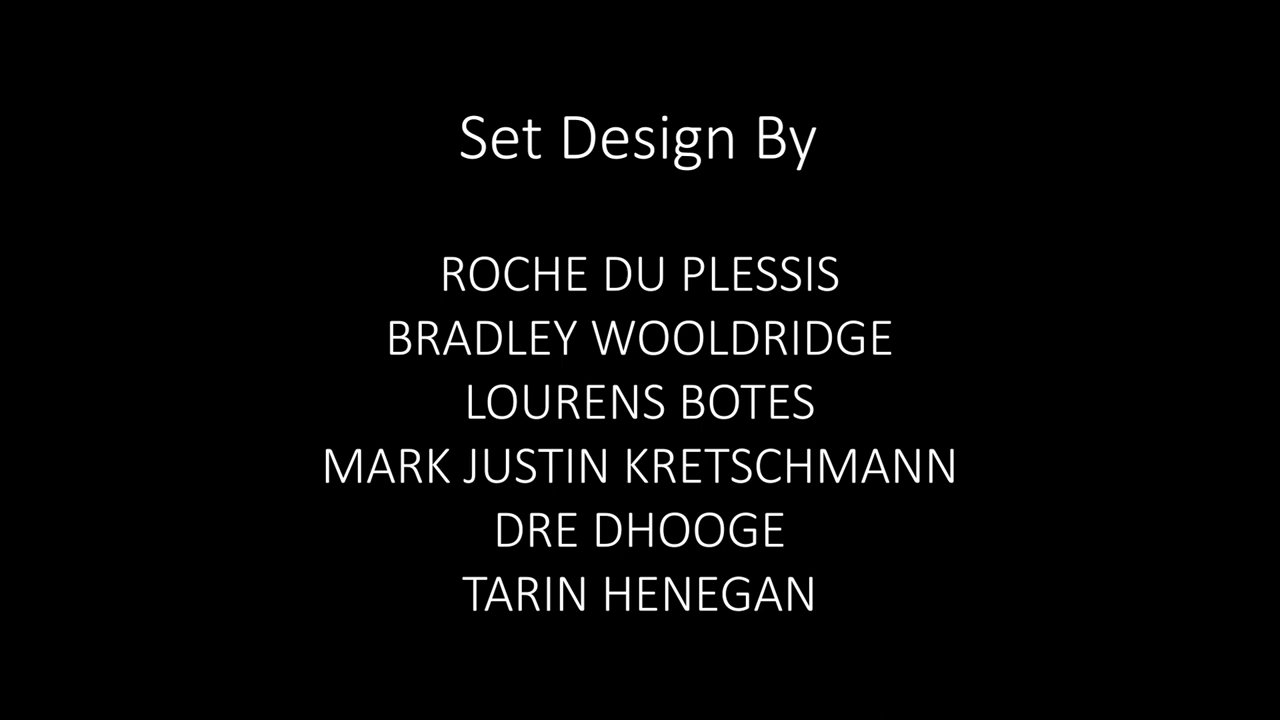 Set Design By
ROCHE DU PLESSIS
BRADLEY WOOLDRIDGE
LOURENS BOTES
MARK JUSTIN KRETSCHMANN
DRE DHOOGE
TARIN HENEGAN